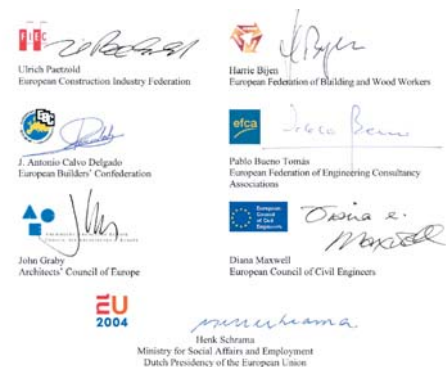 FIEC
Ulrich Paetzold
European Construction Industry Federation
Harrie Bijen
European Federation of Building and Wood Workers
EBC
J. Antonio Calvo Delgado
European Builders' Confederation
efca
Pablo Bueno Tomás
European Federation of Engineering Consultancy
Associations
A C E
John Graby
Architects' Council of Europe
European
Council
of Civil
Engineers
Diana E.
Maxwell
Diana Maxwell
European Council of Civil Engineers
EU
2004
Henk Schrama
Ministry for Social Affairs and Employment
Dutch Presidency of the European Union